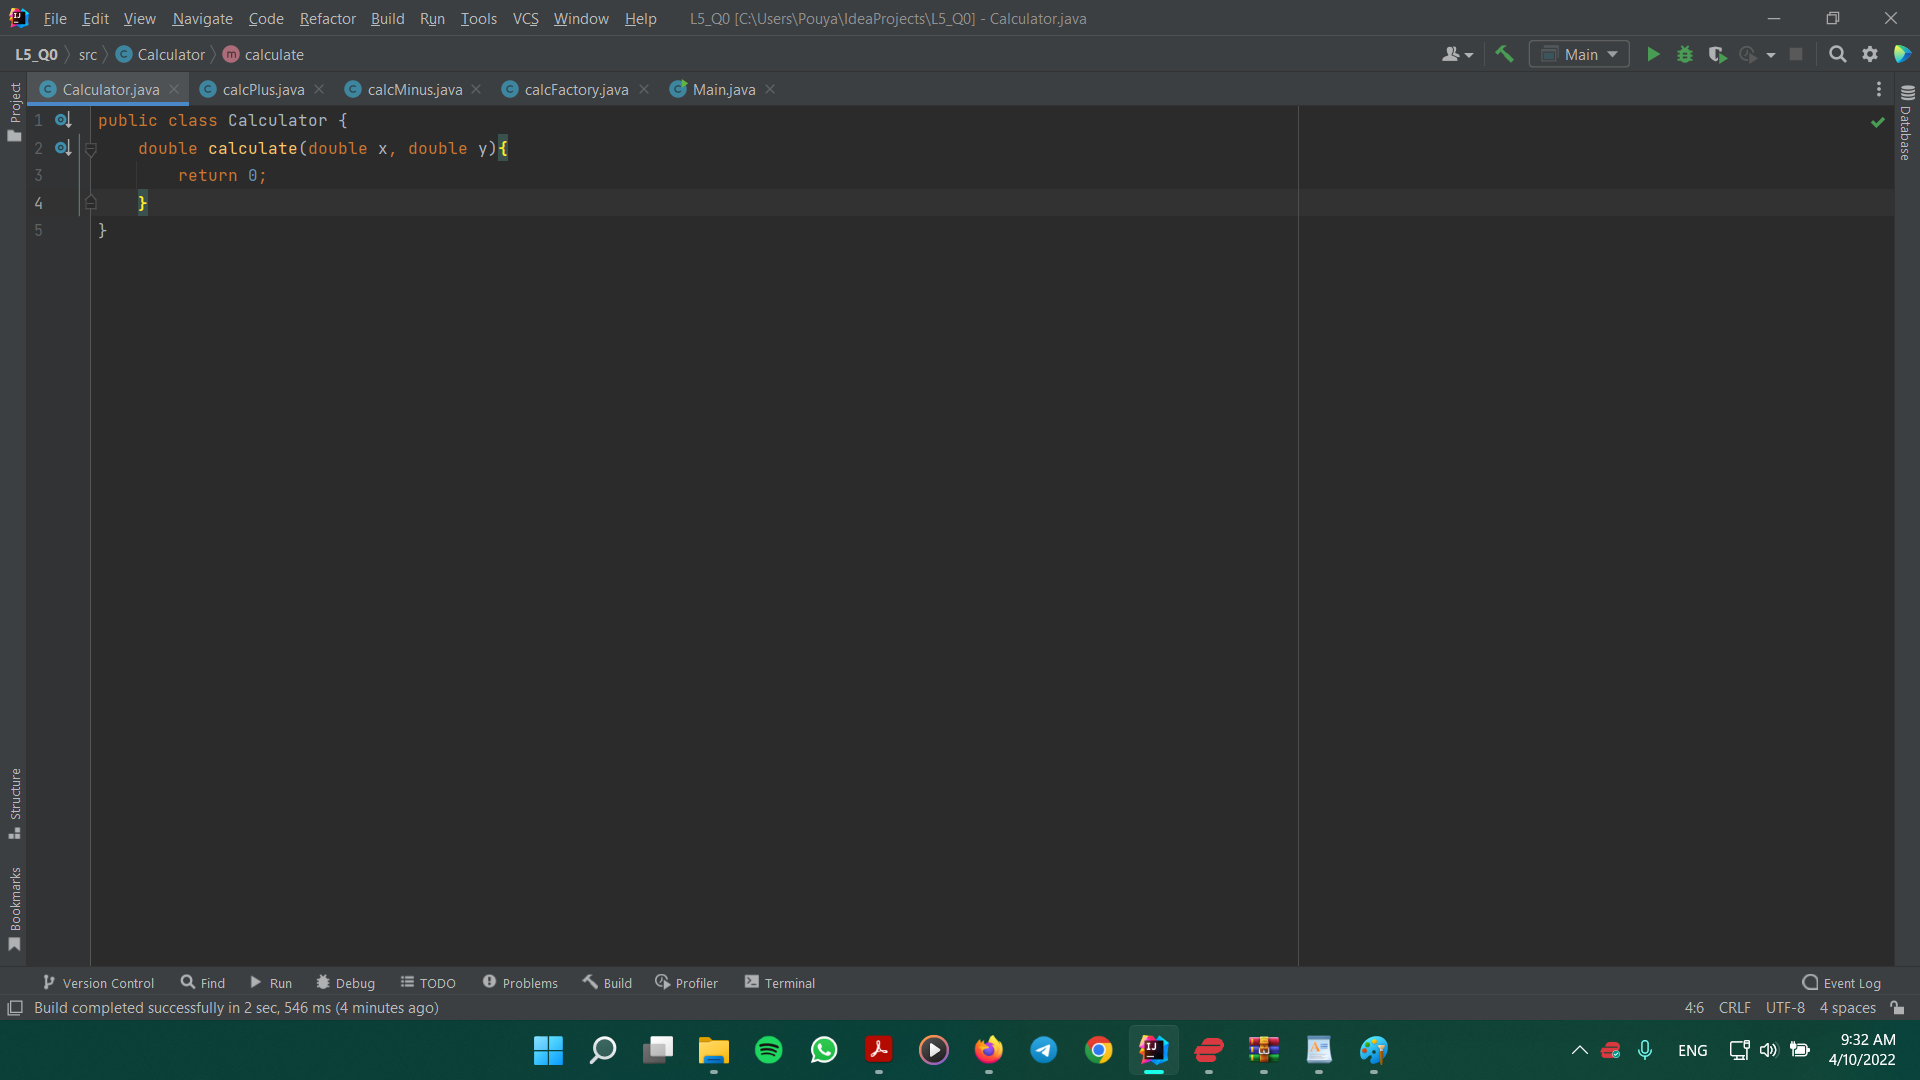 File Edit View Navigate Code Refactor Build Run Tools VCS Window Help L5_Q0 [C:\Users\Pouya\IdeaProjects\L5_Q0] - Calculator.java
L5_Q0 src Calculator calculate Main
Calculator.java calcPlus.java calcMinus.java calcFactory.java Main.java
Project
Database
1 public class Calculator {
2 double calculate(double x, double y){
3 return 0;
4 }
5 }
Structure
Bookmarks
Version Control Find Run Debug TODO Problems Build Profiler Terminal Event Log
Build completed successfully in 2 sec, 546 ms (4 minutes ago) 4:6 CRLF UTF-8 4 spaces
ENG 9:32 AM
4/10/2022